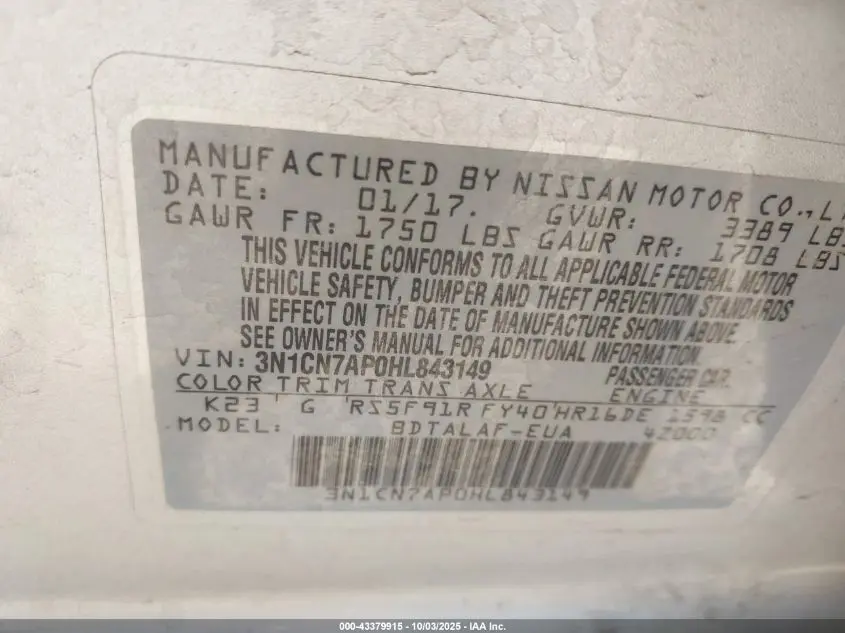 MANUFACTURED BY NISSAN MOTOR CO.,L
DATE: 01/17. GVWR: 3389 LBS
GAWR FR: 1750 LBS GAWR RR: 1708 LBS
THIS VEHICLE CONFORMS TO ALL APPLICABLE FEDERAL MOTOR
VEHICLE SAFETY, BUMPER AND THEFT PREVENTION STANDARDS
IN EFFECT ON THE DATE OF MANUFACTURE SHOWN ABOVE.
SEE OWNER'S MANUAL FOR ADDITIONAL INFORMATION.
VIN: 3N1CN7AP0HL843149 PASSENGER CAR.
COLOR TRIM TRANS AXLE ENGINE
K23 G RS5F91R FY40 HR16DE 1598 CC
MODEL: BDTALAF-EUA 42000
3N1CN7AP0HL843149
000-43379915 - 10/03/2025 - IAA Inc.